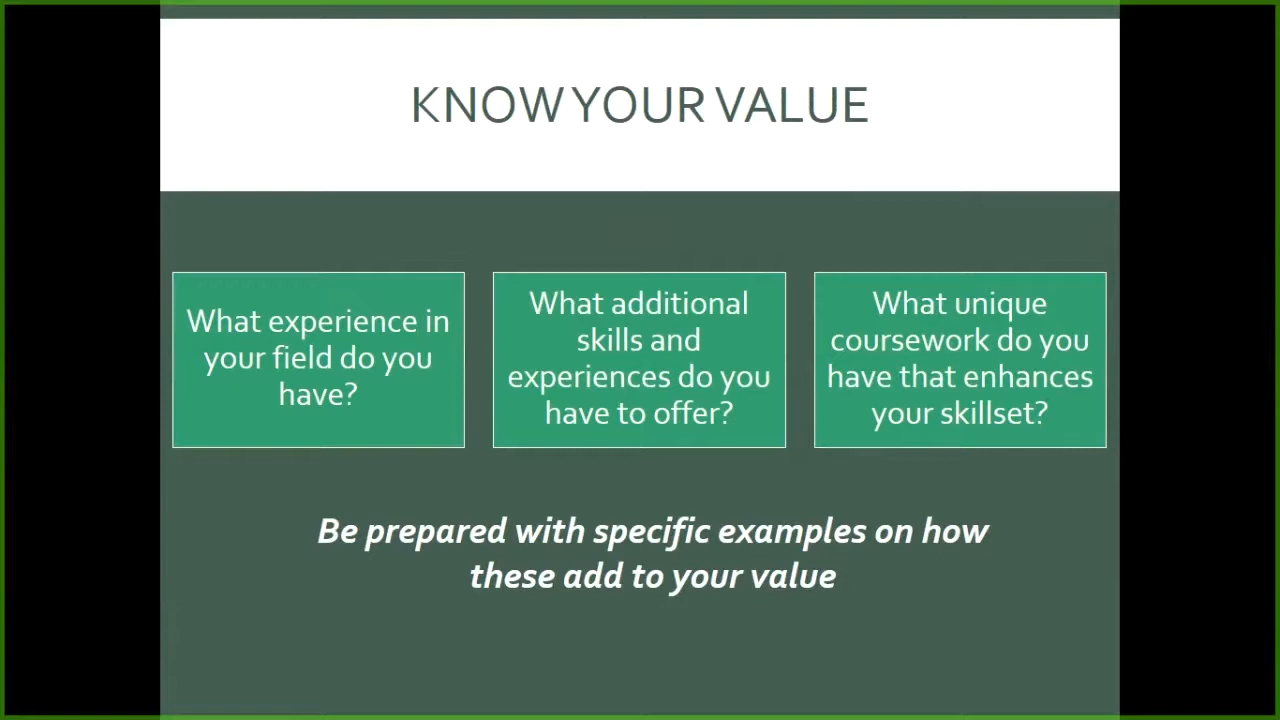 KNOW YOUR VALUE
What experience in
your field do you
have?
What additional
skills and
experiences do you
have to offer?
What unique
coursework do you
have that enhances
your skillset?
Be prepared with specific examples on how
these add to your value